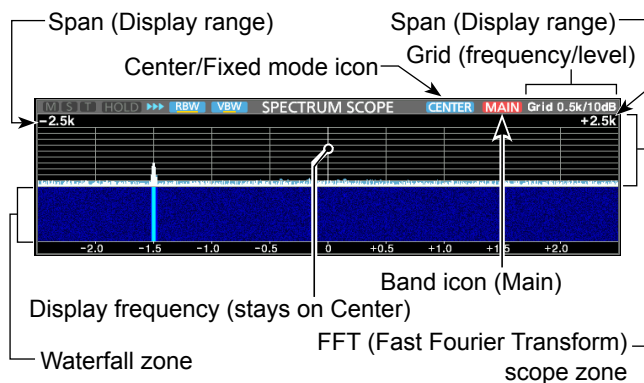 Span (Display range)
Span (Display range)
Grid (frequency/level)
Center/Fixed mode icon
M S T HOLD RBW VBW SPECTRUM SCOPE CENTER MAIN Grid 0.5k/10dB
−2.5k +2.5k
-2.0 -1.5 -1.0 -0.5 0 +0.5 +1.0 +1.5 +2.0
Band icon (Main)
Display frequency (stays on Center)
FFT (Fast Fourier Transform)
scope zone
Waterfall zone